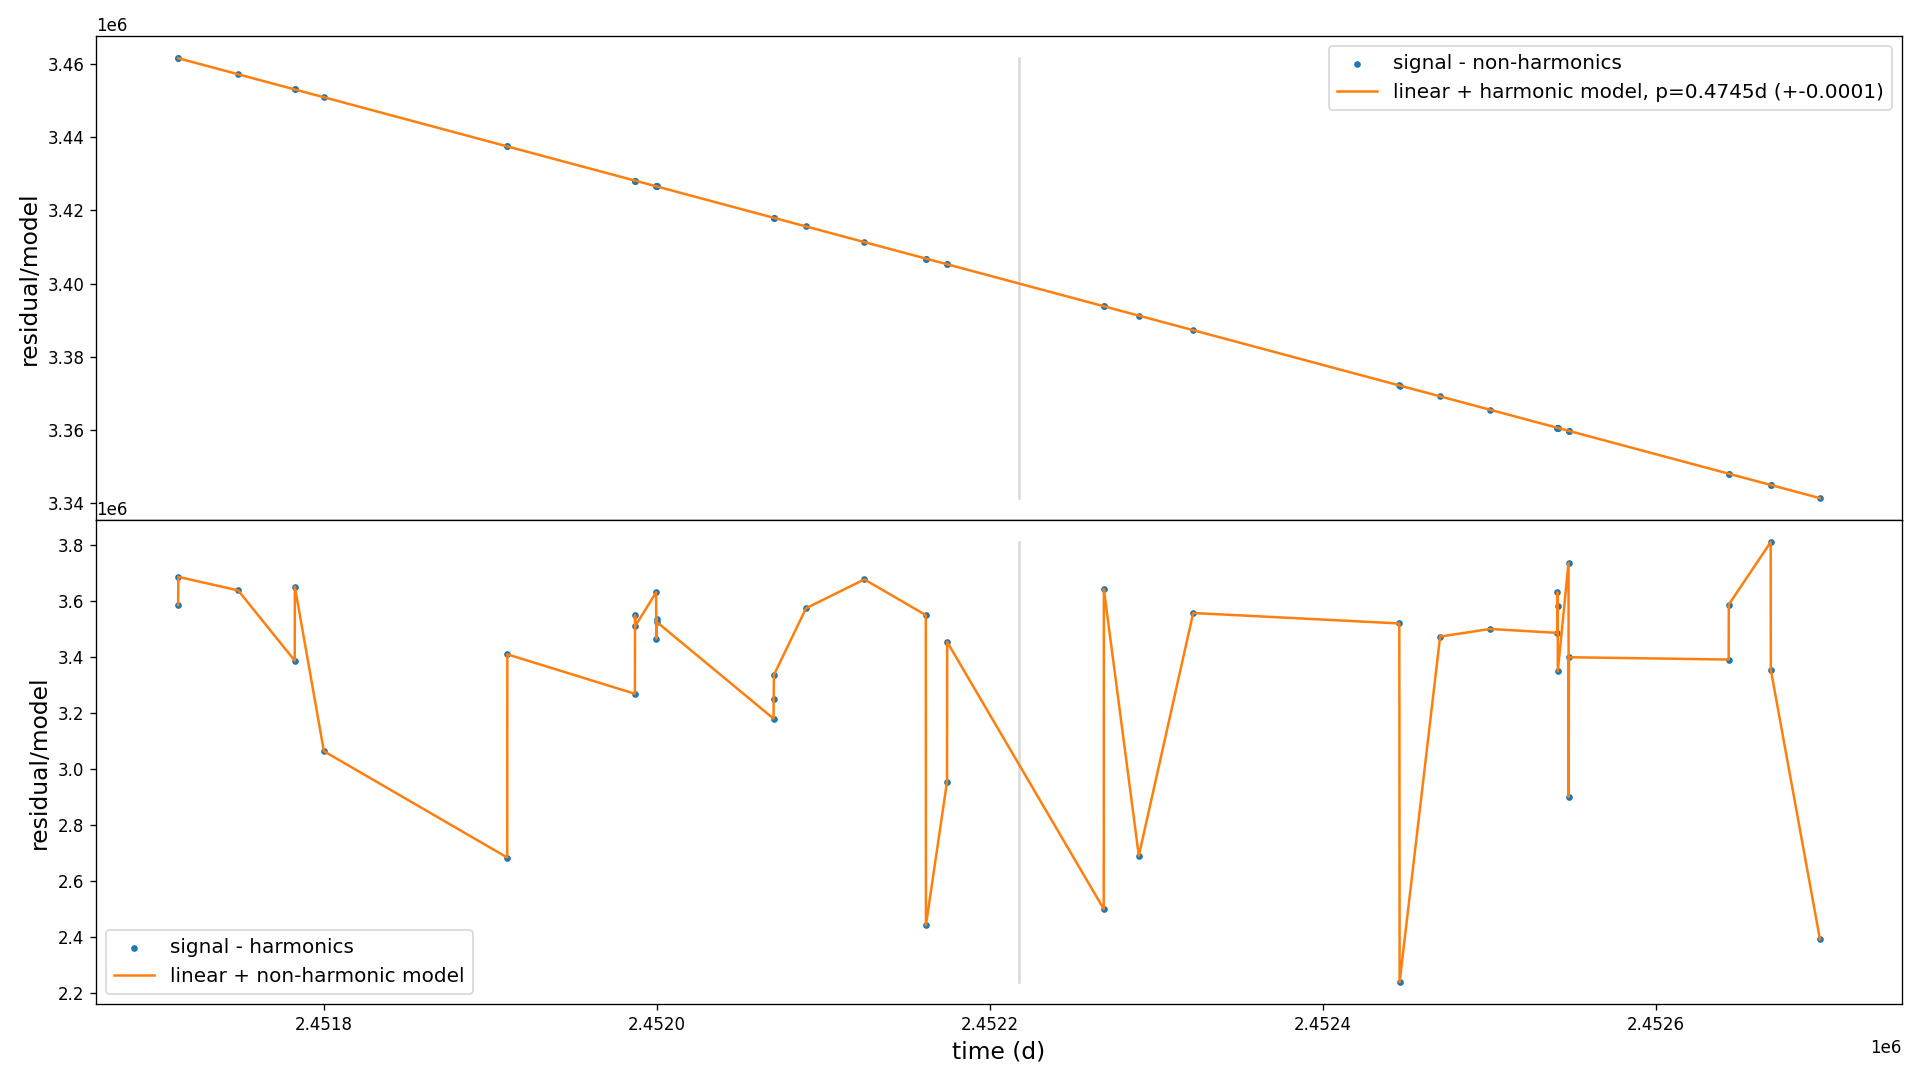 1e6
3.46
3.44
3.42
3.40
3.38
3.36
3.34
residual/model
signal - non-harmonics
linear + harmonic model, p=0.4745d (+-0.0001)
1e6
3.8
3.6
3.4
3.2
3.0
2.8
2.6
2.4
2.2
residual/model
signal - harmonics
linear + non-harmonic model
2.4518 2.4520 2.4522 2.4524 2.4526
time (d)
1e6